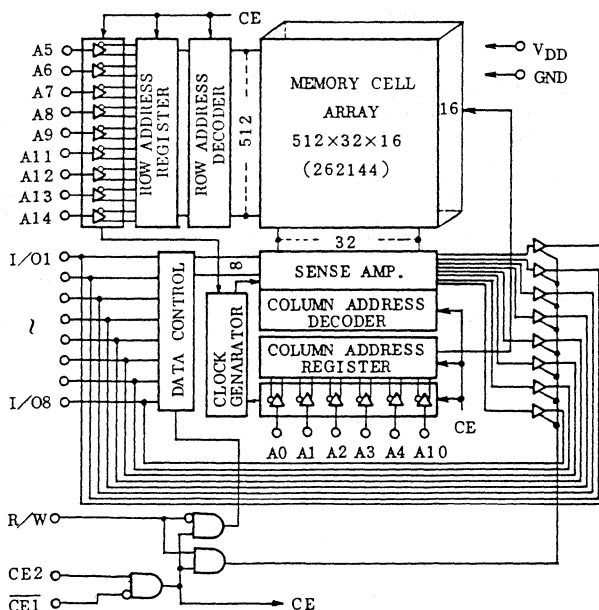 CE
A5
A6
A7
A8
A9
A11
A12
A13
A14
ROW ADDRESS
REGISTER
ROW ADDRESS
DECODER
512
MEMORY CELL
ARRAY
512×32×16
(262144)
16
VDD
GND
32
I/O1
~
I/O8
DATA CONTROL
8
CLOCK
GENARATOR
SENSE AMP.
COLUMN ADDRESS
DECODER
COLUMN ADDRESS
REGISTER
CE
A0 A1 A2 A3 A4 A10
R/W
CE2
CE1
CE